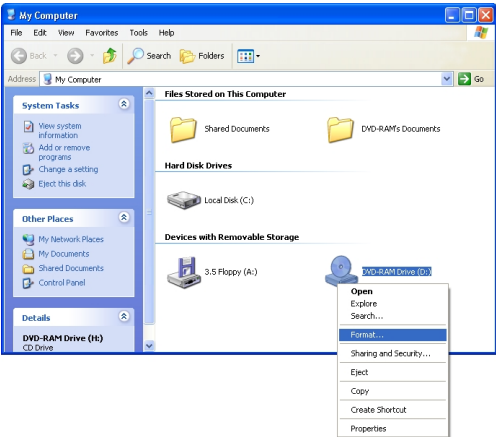 My Computer
File Edit View Favorites Tools Help
Back Search Folders
Address My Computer Go
System Tasks
View system
information
Add or remove
programs
Change a setting
Eject this disk
Other Places
My Network Places
My Documents
Shared Documents
Control Panel
Details
DVD-RAM Drive (H:)
CD Drive
Files Stored on This Computer
Shared Documents
DVD-RAM's Documents
Hard Disk Drives
Local Disk (C:)
Devices with Removable Storage
3.5 Floppy (A:)
DVD-RAM Drive (D:)
Open
Explore
Search...
Format...
Sharing and Security...
Eject
Copy
Create Shortcut
Properties